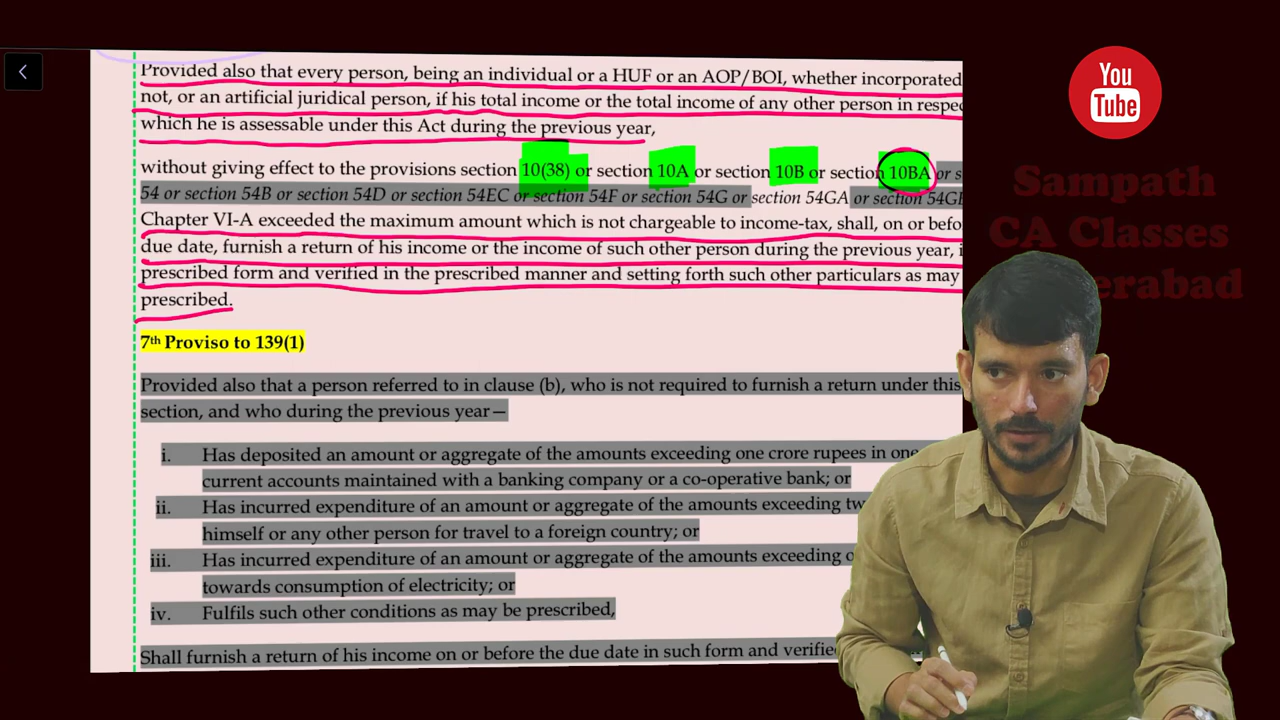 Provided also that every person, being an individual or a HUF or an AOP/BOI, whether incorporated
not, or an artificial juridical person, if his total income or the total income of any other person in
which he is assessable under this Act during the previous year,
without giving effect to the provisions section 10(38) or section 10A or section 10B or section 10BA or
54 or section 54B or section 54D or section 54EC or section 54F or section 54G or section 54GA or section
Chapter VI-A exceeded the maximum amount which is not chargeable to income-tax, shall, on or
due date, furnish a return of his income or the income of such other person during the previous year,
prescribed form and verified in the prescribed manner and setting forth such other particulars as may
prescribed.
7th Proviso to 139(1)
Provided also that a person referred to in clause (b), who is not required to furnish a return under this
section, and who during the previous year—
i. Has deposited an amount or aggregate of the amounts exceeding one crore rupees in one
current accounts maintained with a banking company or a co-operative bank; or
ii. Has incurred expenditure of an amount or aggregate of the amounts exceeding
himself or any other person for travel to a foreign country; or
iii. Has incurred expenditure of an amount or aggregate of the amounts exceeding
towards consumption of electricity; or
iv. Fulfils such other conditions as may be prescribed,
Shall furnish a return of his income on or before the due date in such form and
You
Tube
Sampath
CA Classes